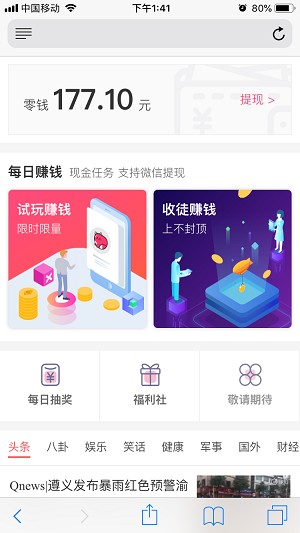 中国移动 下午1:41 80%
零钱 177.10 元 提现 >
每日赚钱 现金任务 支持微信提现
试玩赚钱 收徒赚钱
限时限量 上不封顶
每日抽奖 福利社 敬请期待
头条 八卦 娱乐 笑话 健康 军事 国外 财经
Qnews|遵义发布暴雨红色预警渝